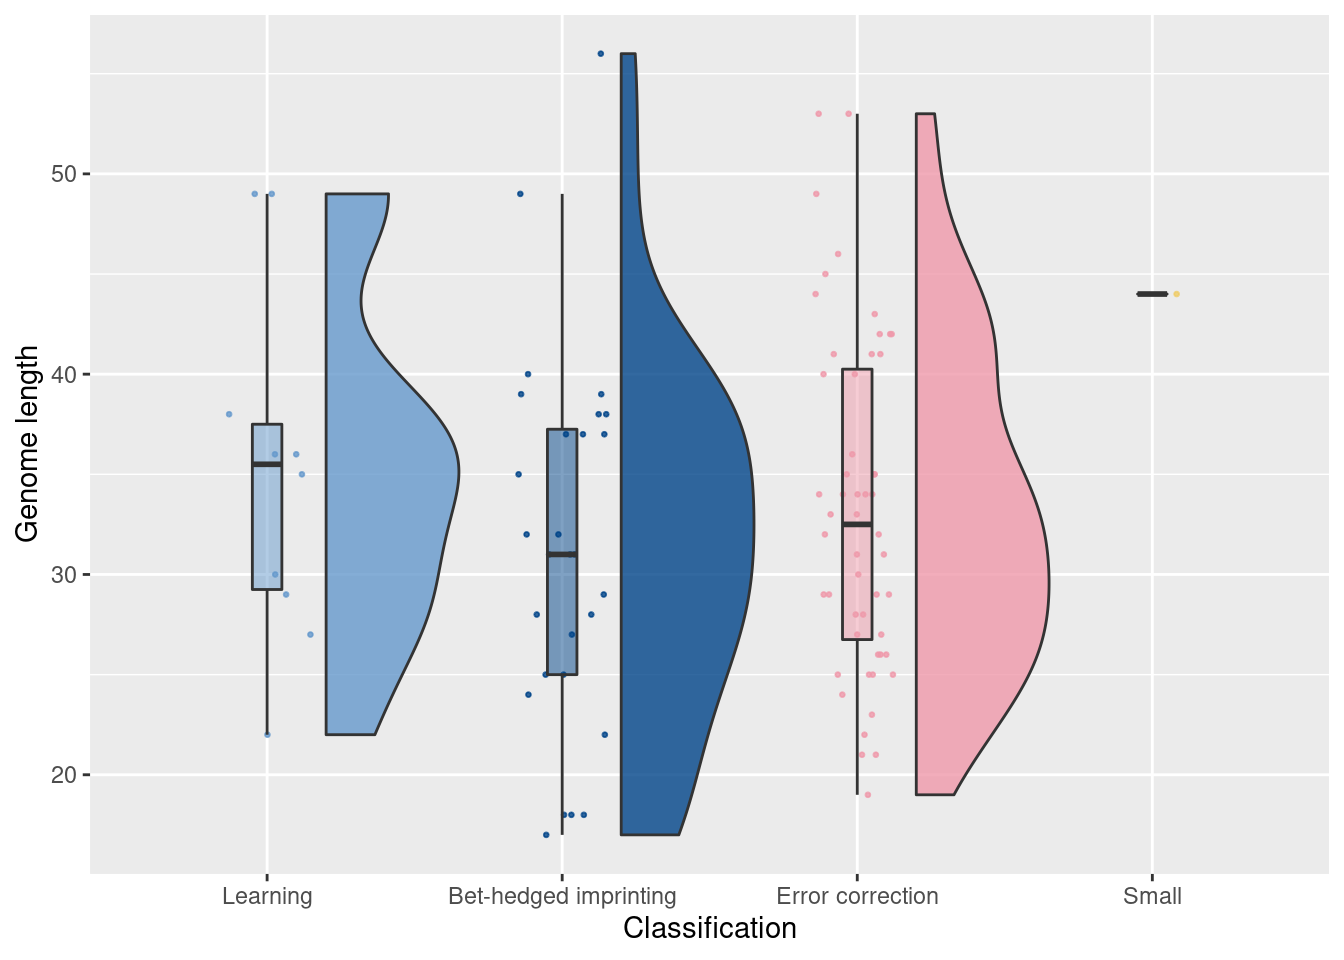 Genome length
50
40
30
20
Learning
Bet-hedged imprinting
Error correction
Small
Classification